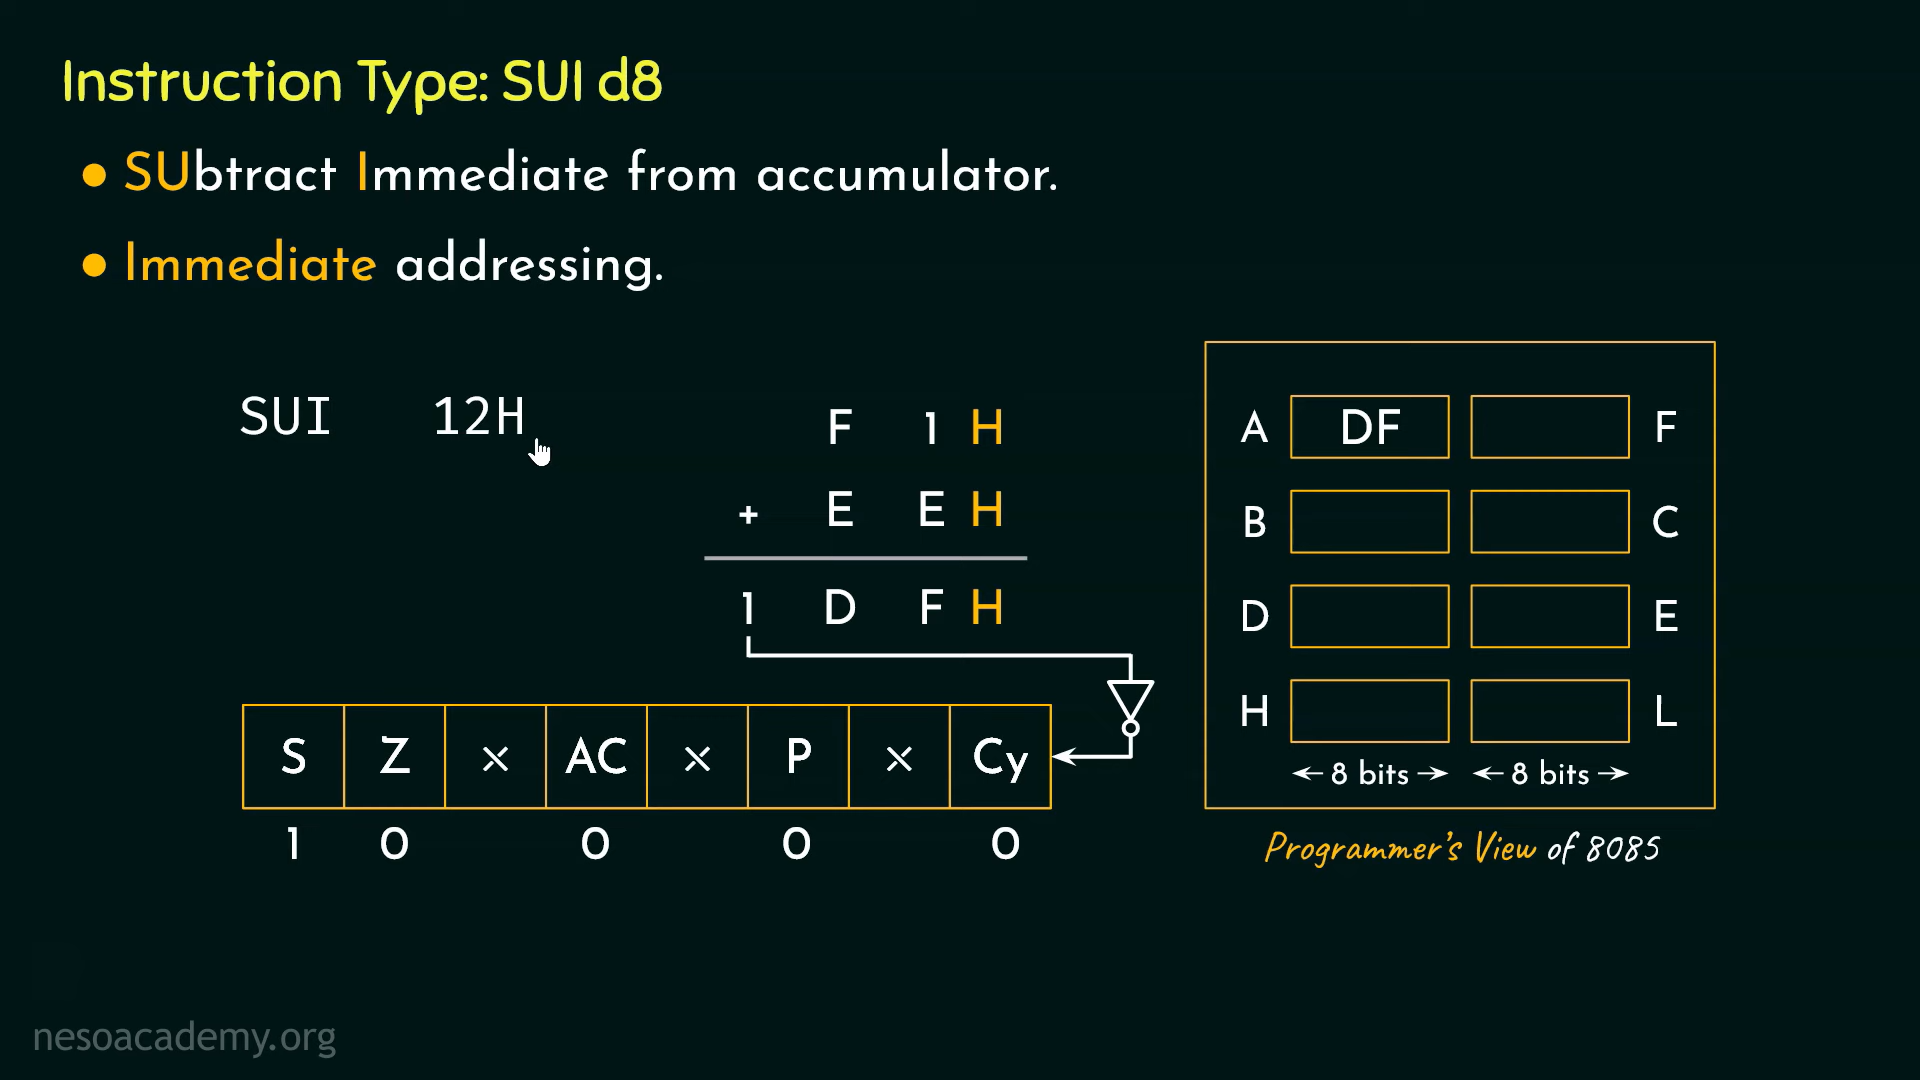 Instruction Type: SUI d8
● SUbtract Immediate from accumulator.
● Immediate addressing.
SUI 12H
F 1 H
+ E E H
1 D F H
S Z × AC × P × Cy
1 0 0 0 0
A DF F
B C
D E
H L
← 8 bits → ← 8 bits →
Programmer's View of 8085
nesoacademy.org